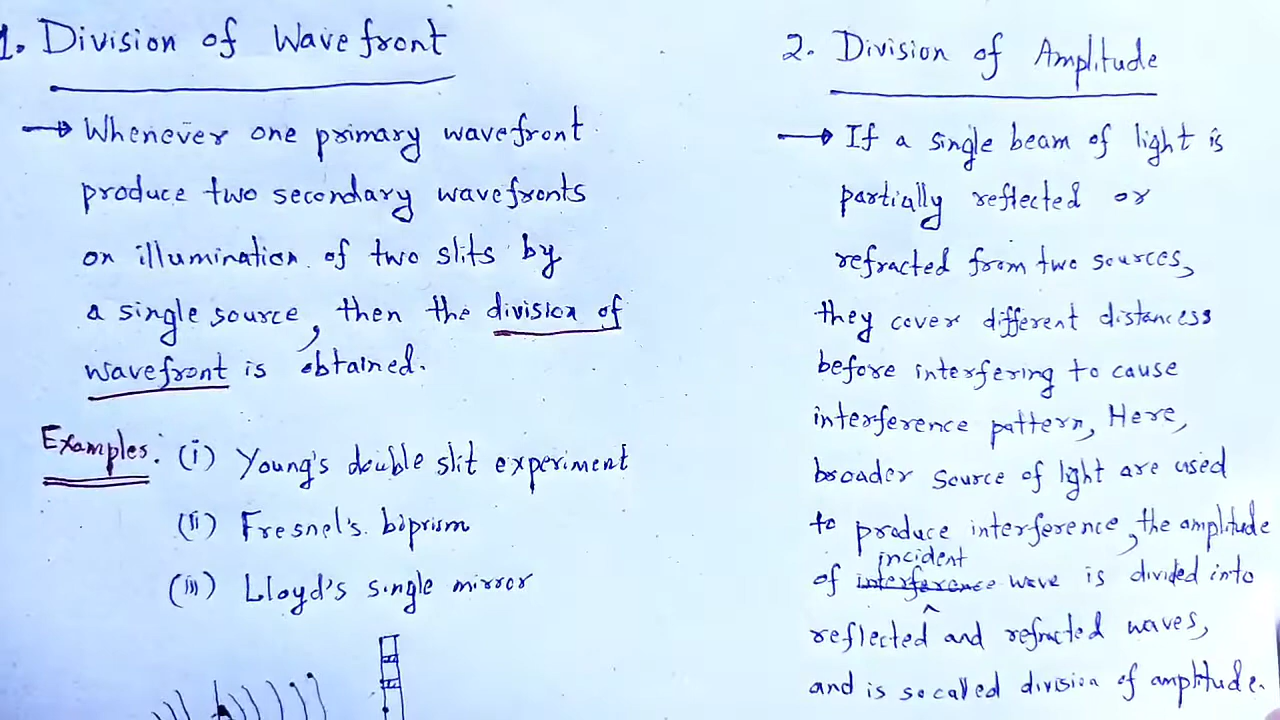 1. Division of Wavefront
→ Whenever one primary wavefront
produce two secondary wavefronts
on illumination of two slits by
a single source, then the division of
wavefront is obtained.
Examples: (i) Young's double slit experiment
(ii) Fresnel's biprism
(iii) Lloyd's single mirror
2. Division of Amplitude
→ If a single beam of light is
partially reflected or
refracted from two sources,
they cover different distancess
before interfering to cause
interference pattern, Here,
broader source of light are used
to produce interference, the amplitude
of interference incident wave is divided into
reflected and refracted waves,
and is so called division of amplitude.